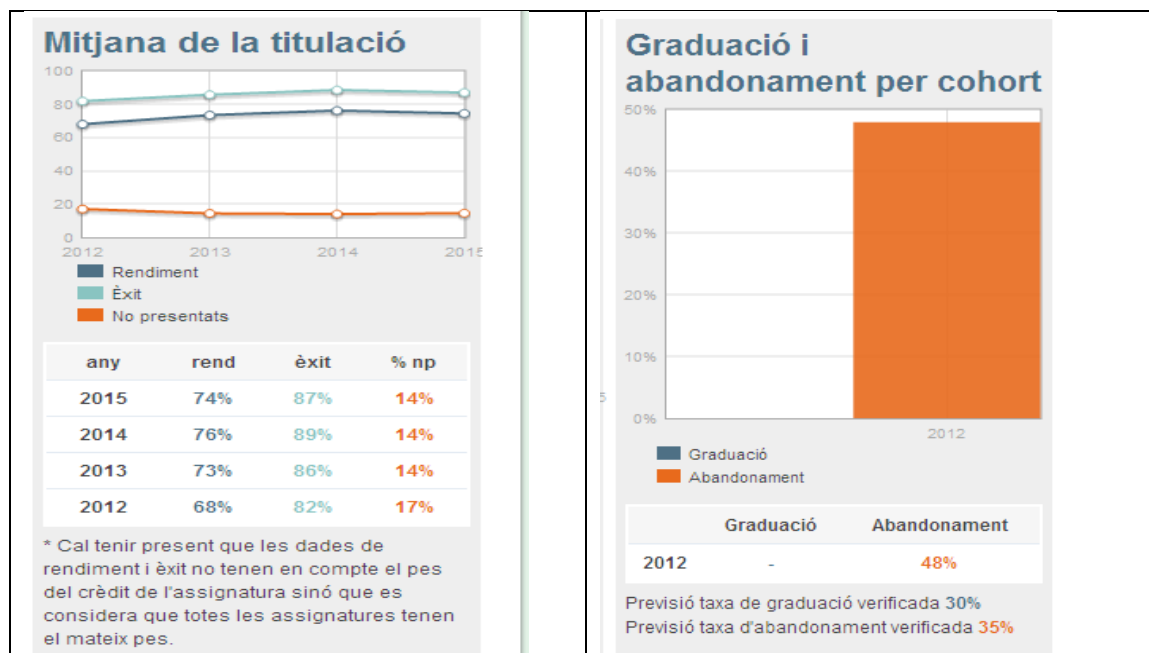 Mitjana de la titulació
100
80
60
40
20
0
2012 2013 2014 2015
Rendiment
Èxit
No presentats
any rend èxit % np
2015 74% 87% 14%
2014 76% 89% 14%
2013 73% 86% 14%
2012 68% 82% 17%
* Cal tenir present que les dades de
rendiment i èxit no tenen en compte el pes
del crèdit de l'assignatura sinó que es
considera que totes les assignatures tenen
el mateix pes.
Graduació i
abandonament per cohort
50%
40%
30%
20%
10%
0%
2012
Graduació
Abandonament
Graduació Abandonament
2012 - 48%
Previsió taxa de graduació verificada 30%
Previsió taxa d'abandonament verificada 35%